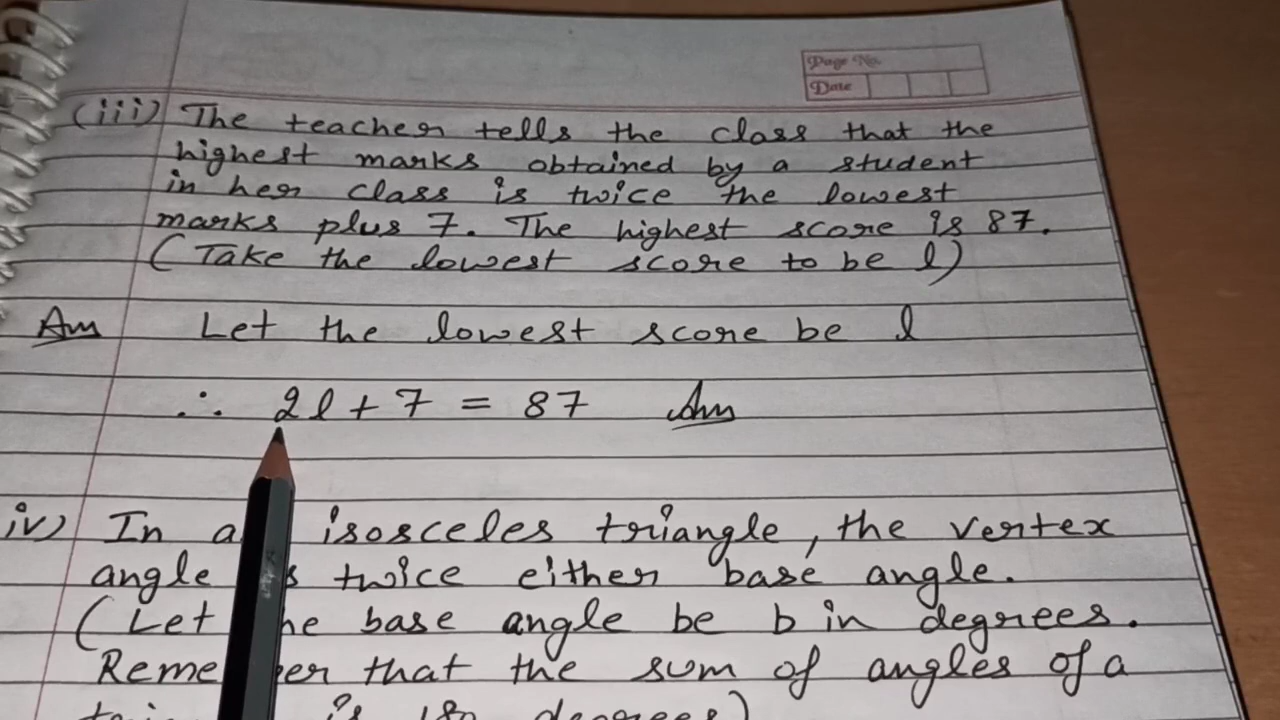 Page No.
Date
(iii) The teacher tells the class that the
highest marks obtained by a student
in her class is twice the lowest
marks plus 7. The highest score is 87.
(Take the lowest score to be l)
Ans Let the lowest score be l
∴ 2l + 7 = 87 Ans
iv) In a isosceles triangle, the vertex
angle twice either base angle.
(Let base angle be b in degrees.
that the sum of angles of a
is 180 degrees)